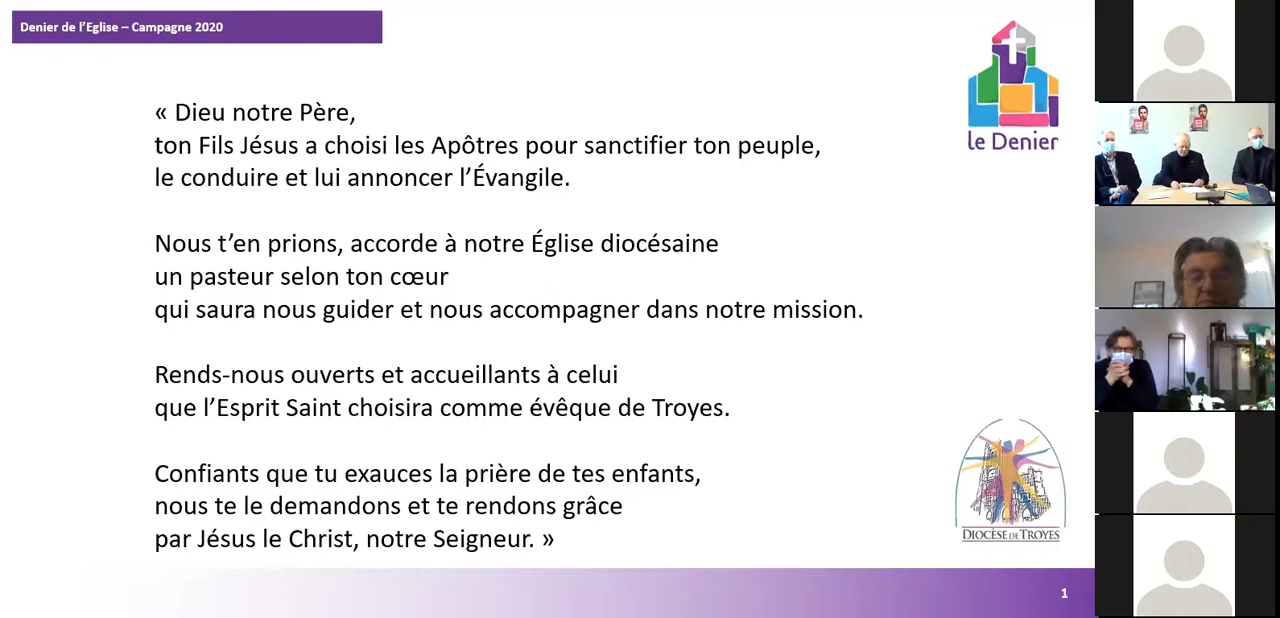 Denier de l’Eglise – Campagne 2020
le Denier
« Dieu notre Père,
ton Fils Jésus a choisi les Apôtres pour sanctifier ton peuple,
le conduire et lui annoncer l’Évangile.
Nous t’en prions, accorde à notre Église diocésaine
un pasteur selon ton cœur
qui saura nous guider et nous accompagner dans notre mission.
Rends-nous ouverts et accueillants à celui
que l’Esprit Saint choisira comme évêque de Troyes.
Confiants que tu exauces la prière de tes enfants,
nous te le demandons et te rendons grâce
par Jésus le Christ, notre Seigneur. »
DIOCÈSE DE TROYES
1